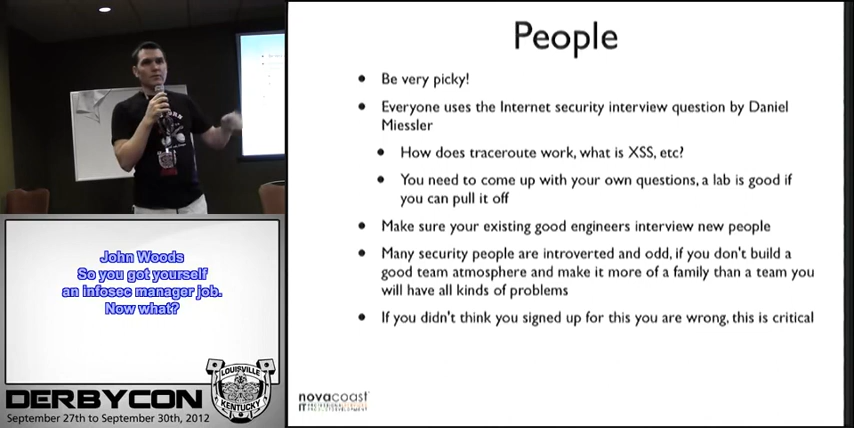 People
Be very picky!
Everyone uses the Internet security interview question by Daniel
Miessler
How does traceroute work, what is XSS, etc?
You need to come up with your own questions, a lab is good if
you can pull it off
Make sure your existing good engineers interview new people
Many security people are introverted and odd, if you don't build a
good team atmosphere and make it more of a family than a team you
will have all kinds of problems
If you didn't think you signed up for this you are wrong, this is critical
novacoast
IT
John Woods
So you got yourself
an infosec manager job.
Now what?
LOUISVILLE
KENTUCKY
DERBYCON
September 27th to September 30th, 2012